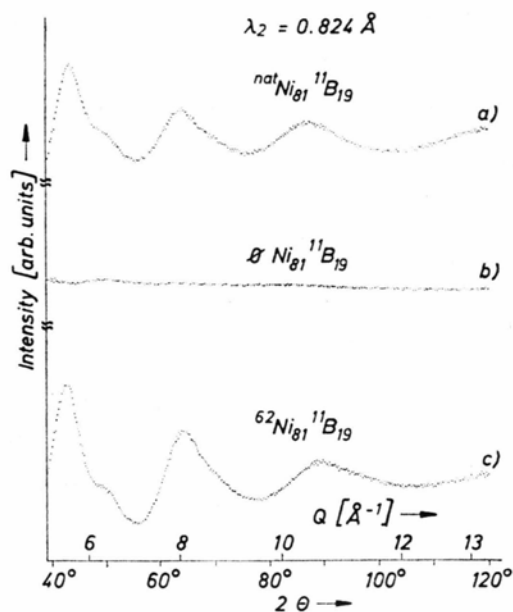 λ₂ = 0.824 Å
ⁿᵃᵗNi₈₁ ¹¹B₁₉
a)
Ø Ni₈₁ ¹¹B₁₉
b)
Intensity [arb. units] →
⁶²Ni₈₁ ¹¹B₁₉
c)
Q [Å⁻¹] →
6 8 10 12 13
40° 60° 80° 100° 120°
2 Θ →